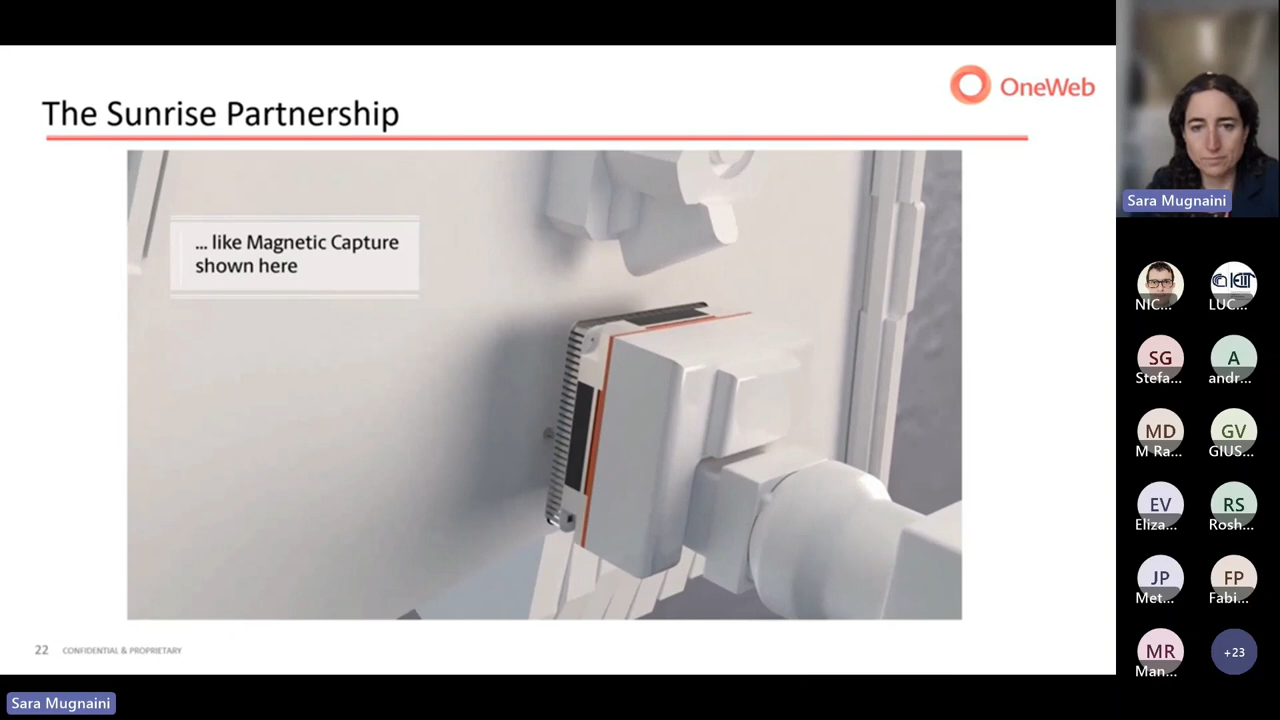 OneWeb
The Sunrise Partnership
... like Magnetic Capture
shown here
22 CONFIDENTIAL & PROPRIETARY
Sara Mugnaini
Sara Mugnaini
NIC... LUC...
SG A
Stefa... andr...
MD GV
M Ra... GIUS...
EV RS
Eliza... Rosh...
JP FP
Met... Fabi...
MR +23
Man...